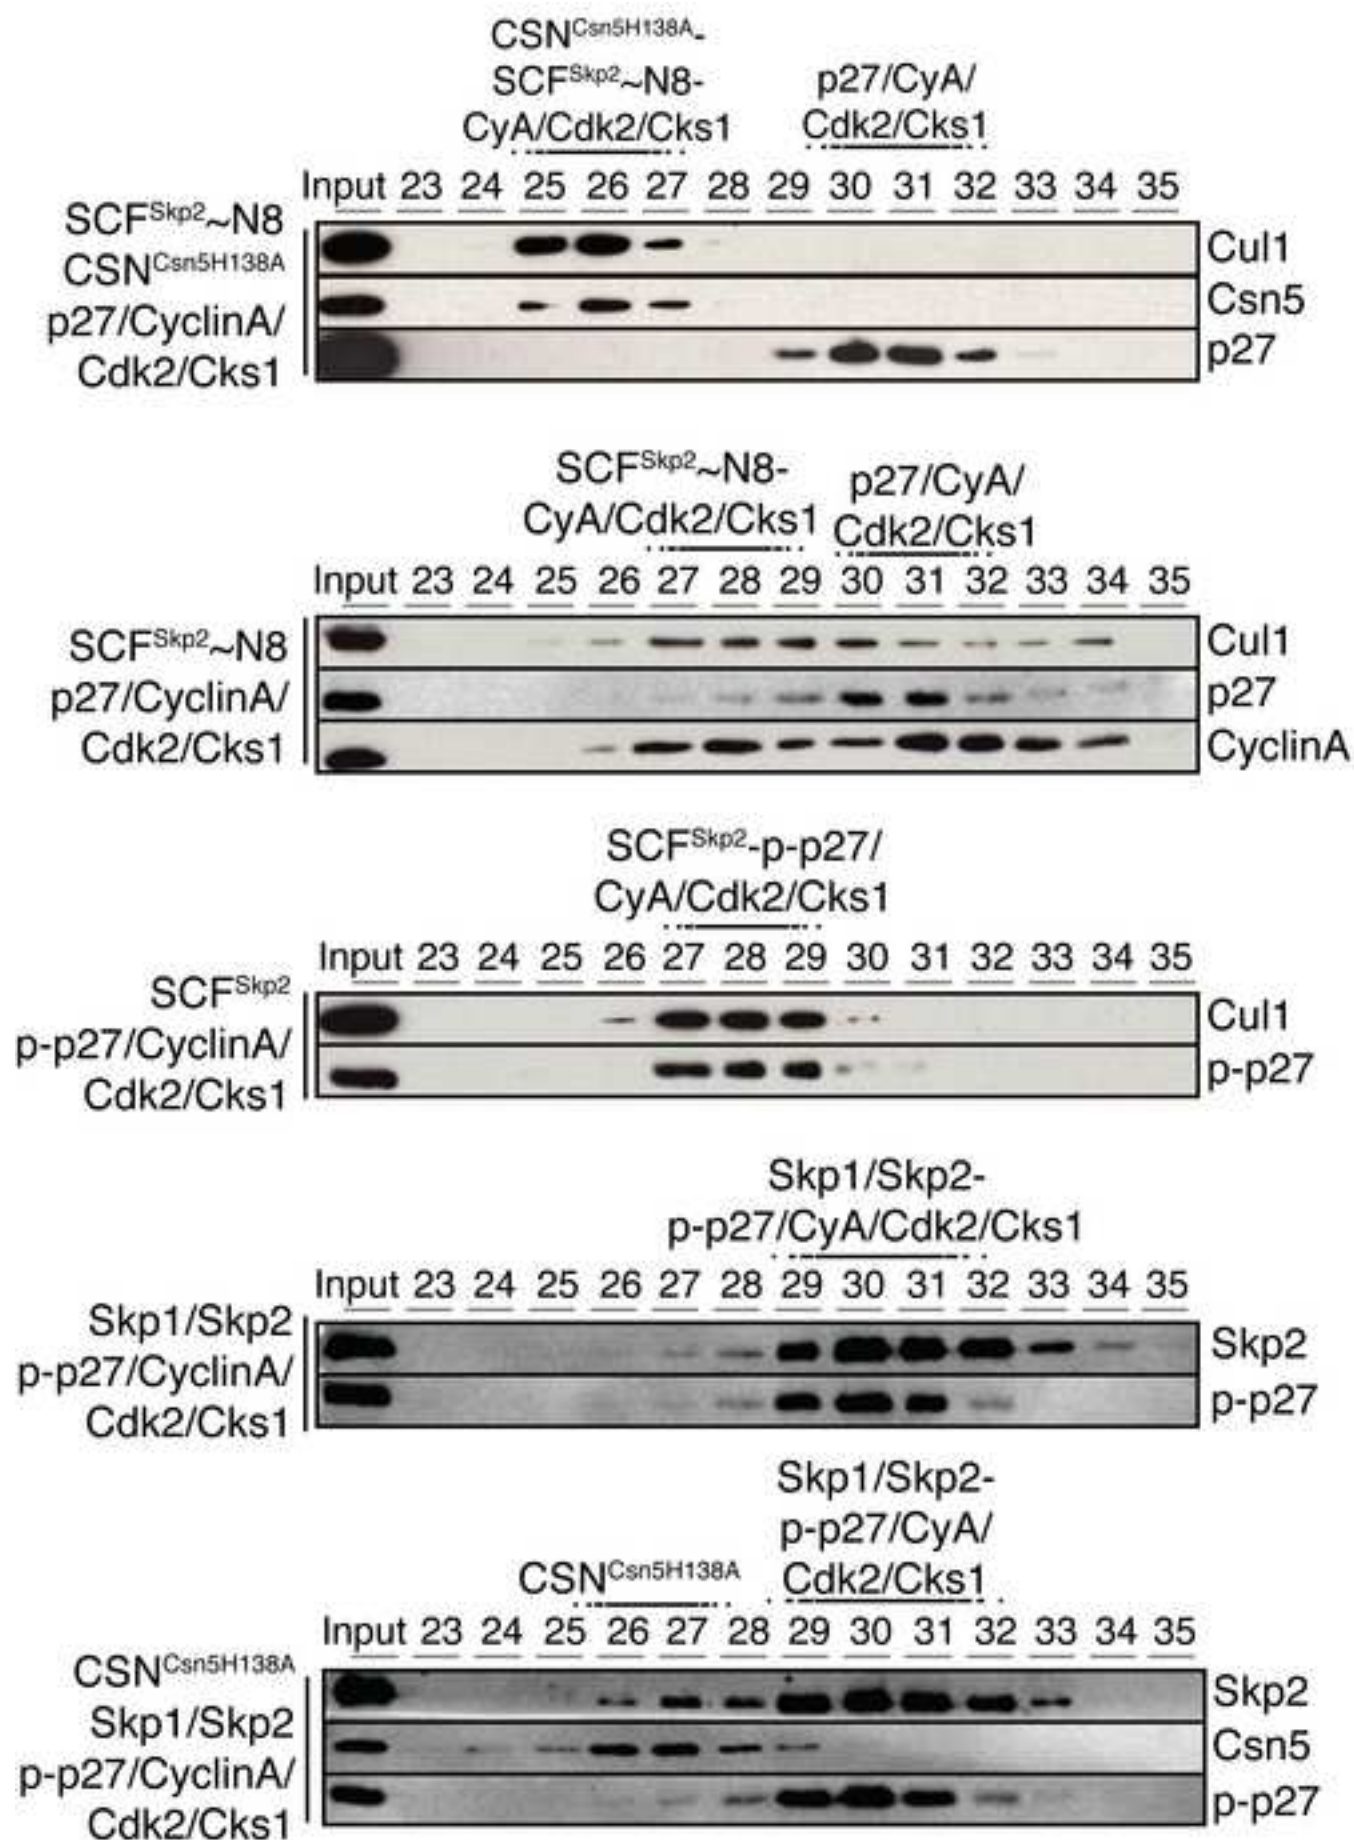 CSNCsn5H138A-
SCFSkp2~N8-
CyA/Cdk2/Cks1
p27/CyA/
Cdk2/Cks1
Input 23 24 25 26 27 28 29 30 31 32 33 34 35
SCFSkp2~N8
CSNCsn5H138A
p27/CyclinA/
Cdk2/Cks1
Cul1
Csn5
p27
SCFSkp2~N8-
CyA/Cdk2/Cks1
p27/CyA/
Cdk2/Cks1
Input 23 24 25 26 27 28 29 30 31 32 33 34 35
SCFSkp2~N8
p27/CyclinA/
Cdk2/Cks1
Cul1
p27
CyclinA
SCFSkp2-p-p27/
CyA/Cdk2/Cks1
Input 23 24 25 26 27 28 29 30 31 32 33 34 35
SCFSkp2
p-p27/CyclinA/
Cdk2/Cks1
Cul1
p-p27
Skp1/Skp2-
p-p27/CyA/Cdk2/Cks1
Input 23 24 25 26 27 28 29 30 31 32 33 34 35
Skp1/Skp2
p-p27/CyclinA/
Cdk2/Cks1
Skp2
p-p27
CSNCsn5H138A
Skp1/Skp2-
p-p27/CyA/
Cdk2/Cks1
Input 23 24 25 26 27 28 29 30 31 32 33 34 35
CSNCsn5H138A
Skp1/Skp2
p-p27/CyclinA/
Cdk2/Cks1
Skp2
Csn5
p-p27